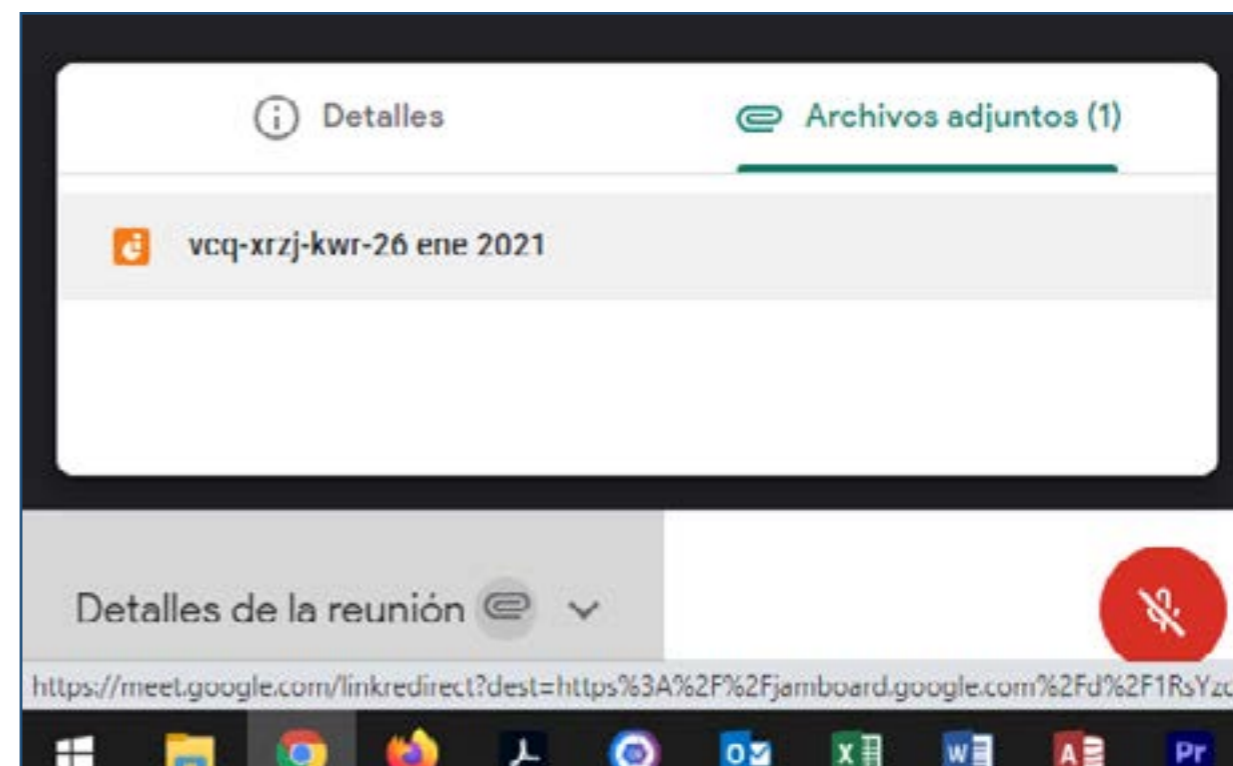 Detalles
Archivos adjuntos (1)
vcq-xrzj-kwr-26 ene 2021
Detalles de la reunión
https://meet.google.com/linkredirect?dest=https%3A%2F%2Fjamboard.google.com%2Fd%2F1RsYzc
Pr